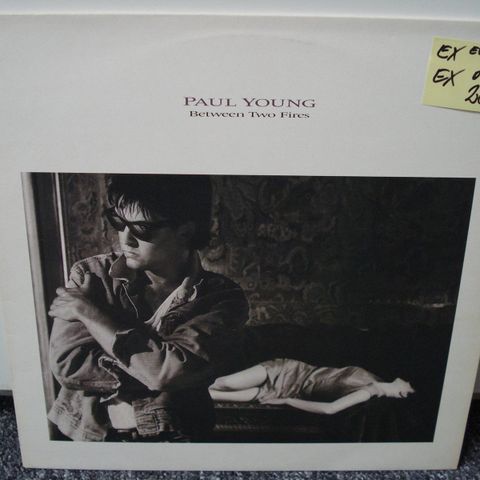 PAUL YOUNG
Between Two Fires
EX
EX